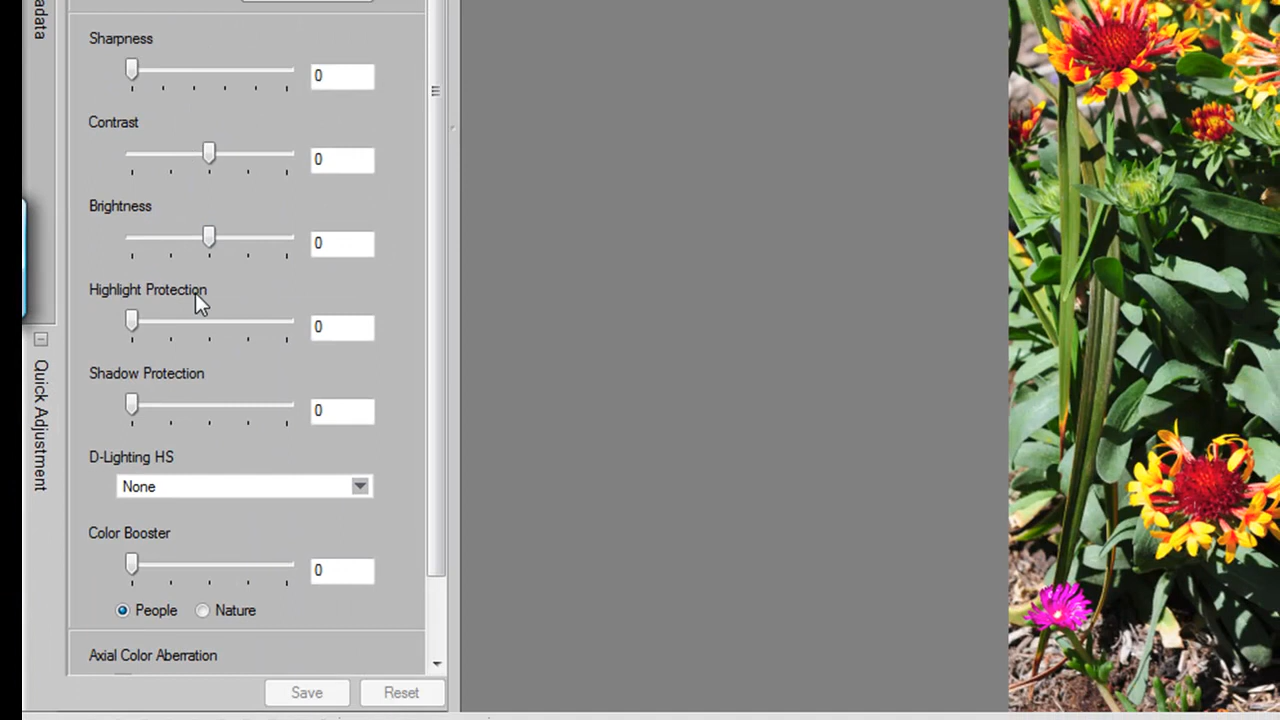 adata
Sharpness
0
Contrast
0
Brightness
0
Highlight Protection
0
Shadow Protection
0
Quick Adjustment
D-Lighting HS
None
Color Booster
0
People Nature
Axial Color Aberration
Save Reset